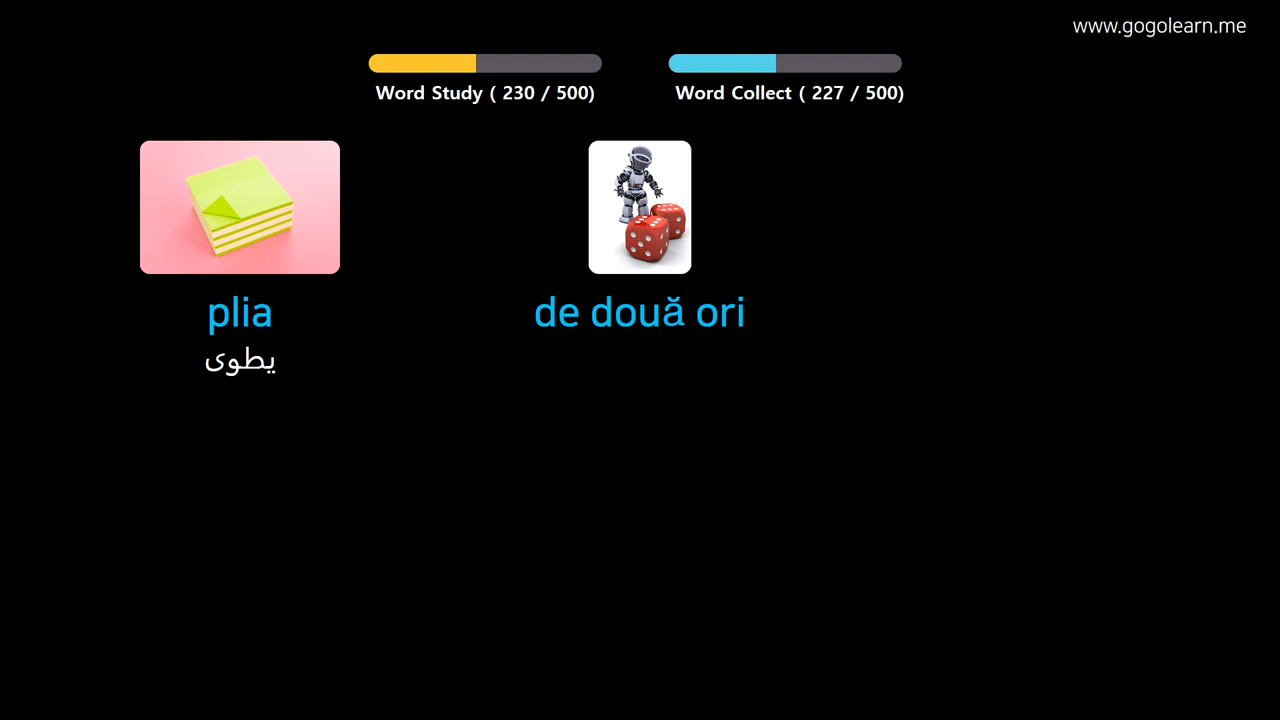 www.gogolearn.me
Word Study ( 230 / 500)
Word Collect ( 227 / 500)
plia
يطوى
de două ori